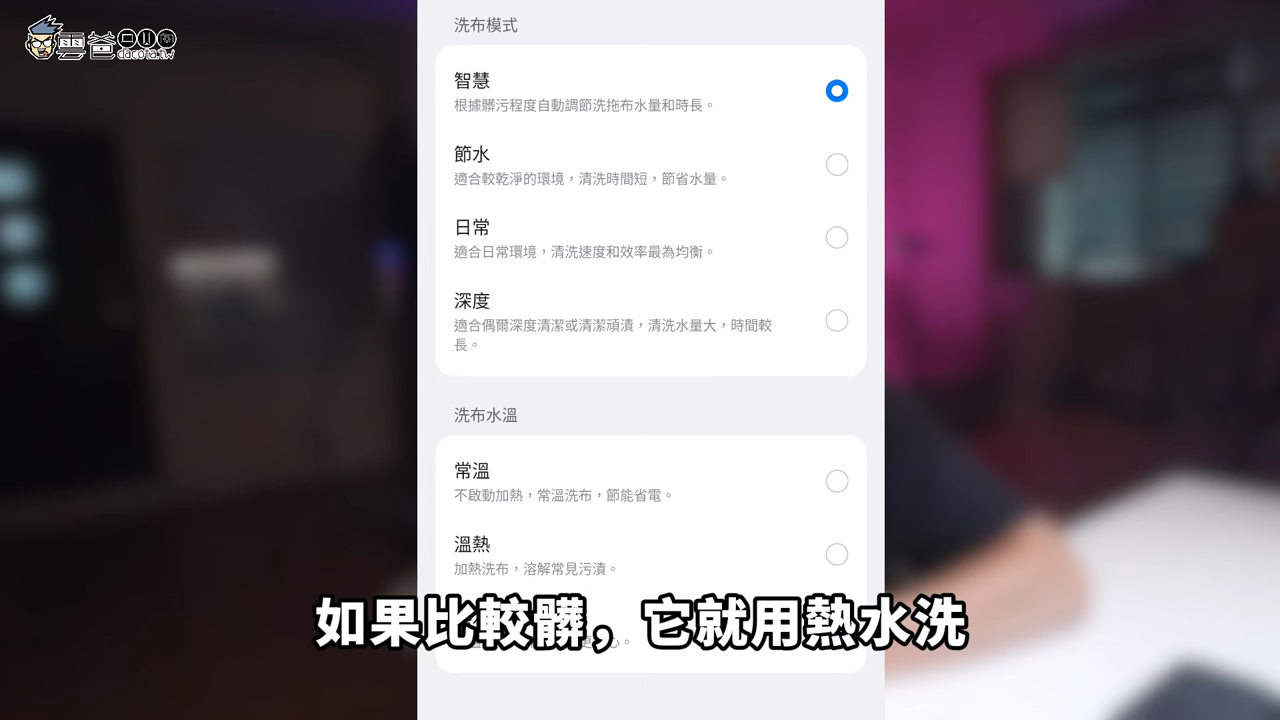 雲爸
dacota.tw
洗布模式
智慧
根據髒污程度自動調節洗拖布水量和時長。
節水
適合較乾淨的環境，清洗時間短，節省水量。
日常
適合日常環境，清洗速度和效率最為均衡。
深度
適合偶爾深度清潔或清潔頑漬，清洗水量大，時間較
長。
洗布水溫
常溫
不啟動加熱，常溫洗布，節能省電。
溫熱
加熱洗布，溶解常見污漬。
如果比較髒，它就用熱水洗